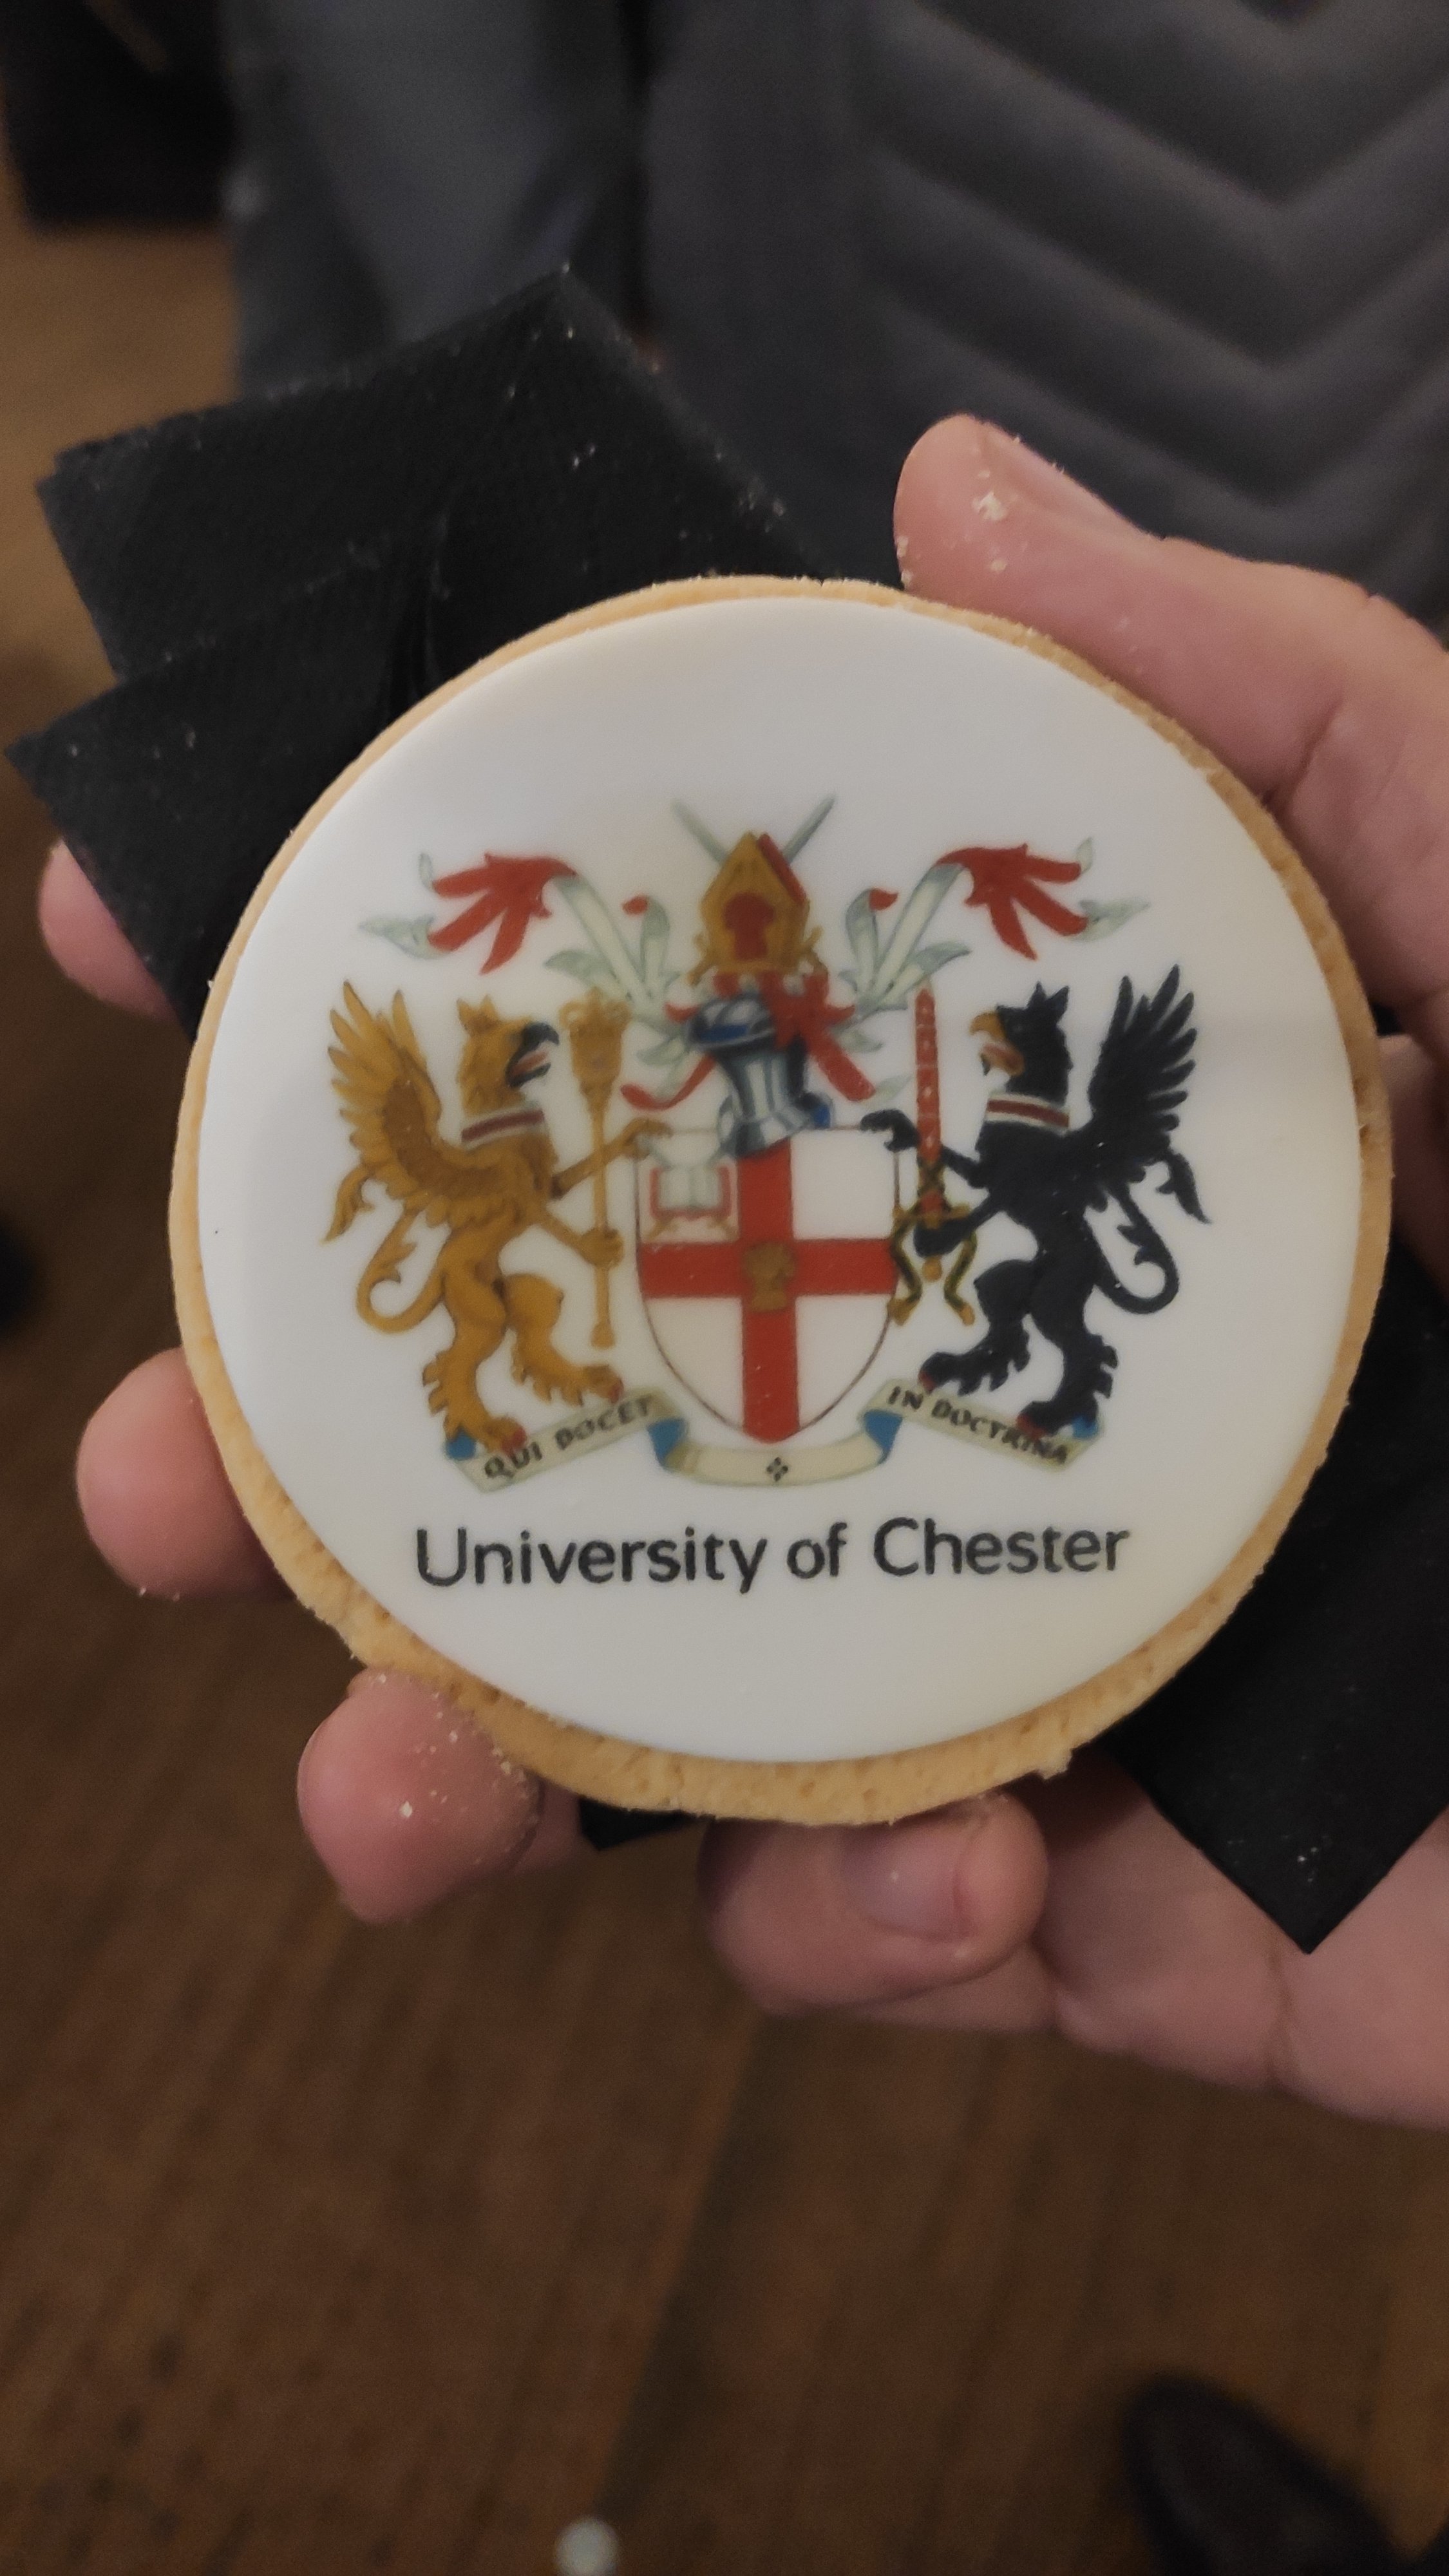 QUI DOCET IN DOCTRINA
University of Chester